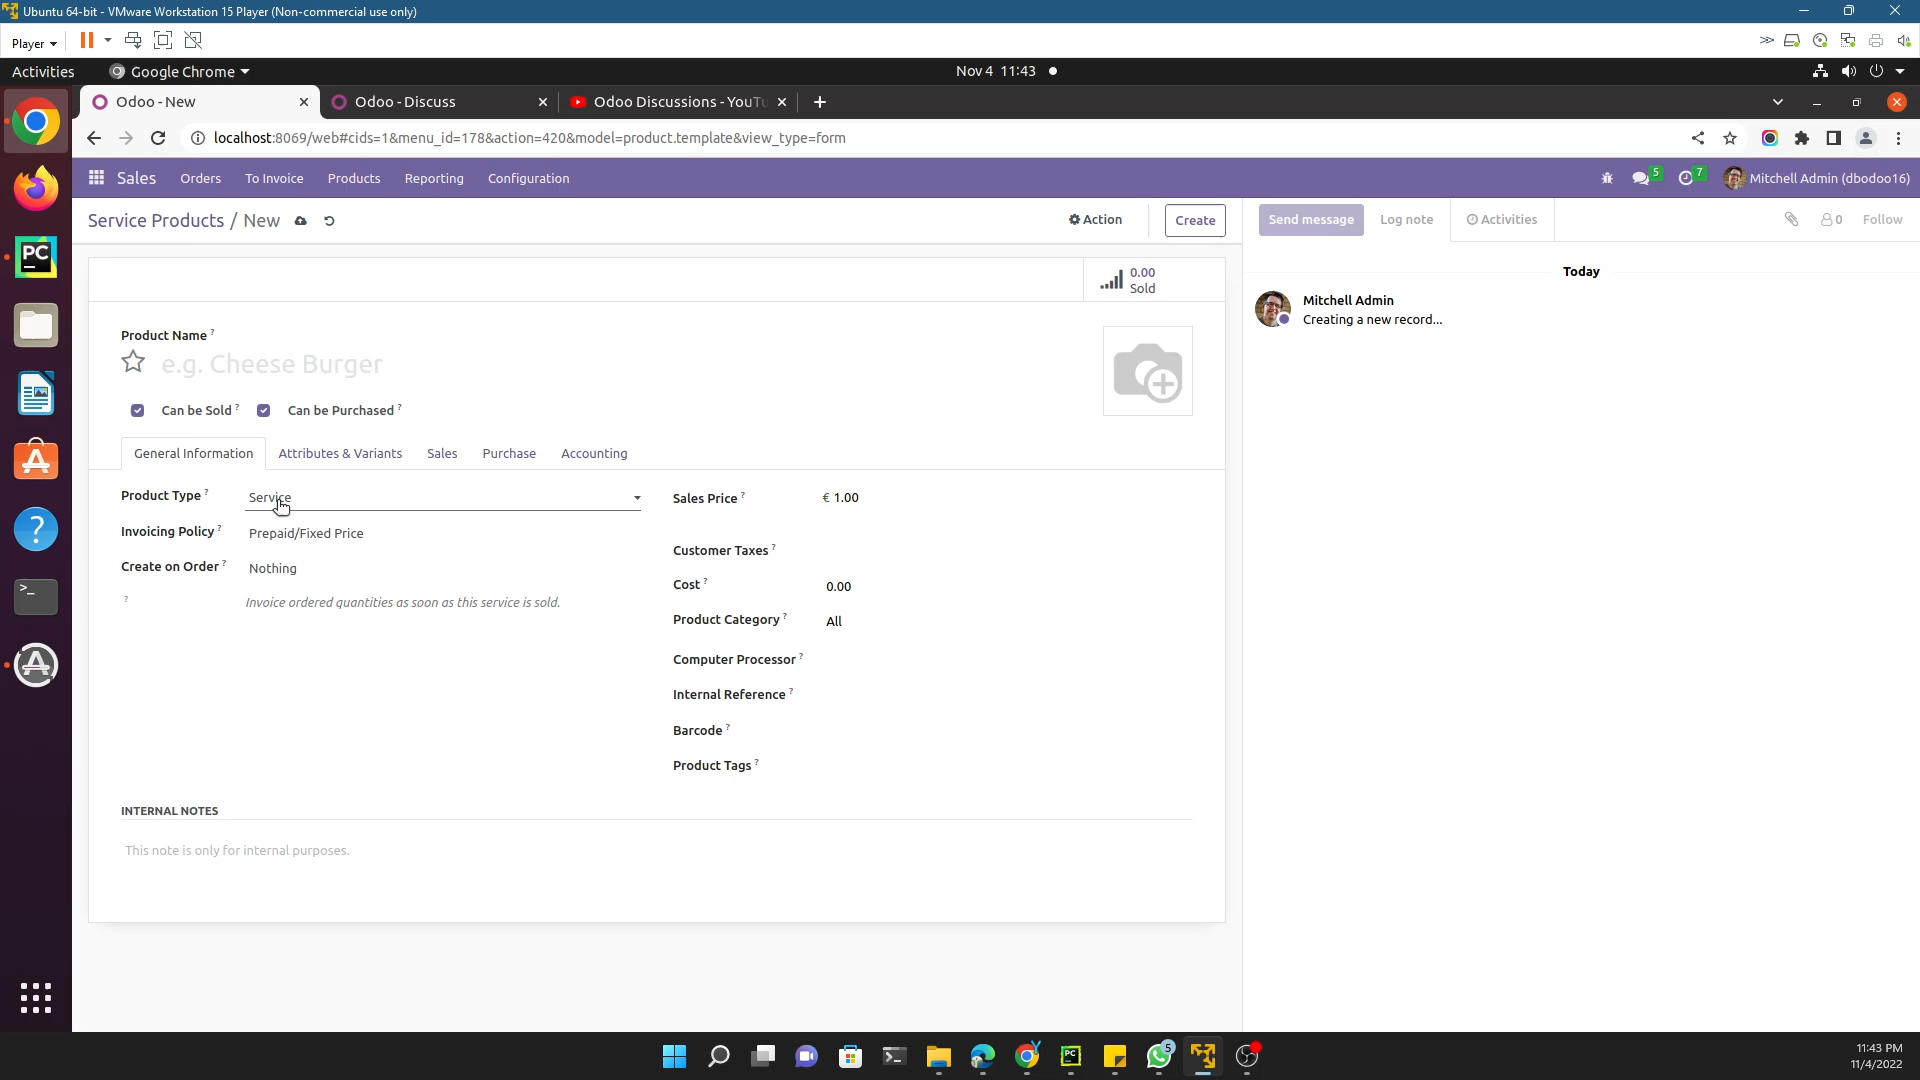 Ubuntu 64-bit - VMware Workstation 15 Player (Non-commercial use only)
Player
Activities
Google Chrome
Nov 4 11:43
Odoo - New
Odoo - Discuss
Odoo Discussions - YouTu
localhost:8069/web#cids=1&menu_id=178&action=420&model=product.template&view_type=form
Sales
Orders
To Invoice
Products
Reporting
Configuration
5
7
Mitchell Admin (dbodoo16)
Service Products / New
Action
Create
Send message
Log note
Activities
0
Follow
0.00
Sold
Today
Mitchell Admin
Creating a new record...
Product Name ?
e.g. Cheese Burger
Can be Sold ?
Can be Purchased ?
General Information
Attributes & Variants
Sales
Purchase
Accounting
Product Type ?
Service
Sales Price ?
€ 1.00
Invoicing Policy ?
Prepaid/Fixed Price
Customer Taxes ?
Create on Order ?
Nothing
Cost ?
0.00
?
Invoice ordered quantities as soon as this service is sold.
Product Category ?
All
Computer Processor ?
Internal Reference ?
Barcode ?
Product Tags ?
INTERNAL NOTES
This note is only for internal purposes.
PC
PC
5
11:43 PM
11/4/2022